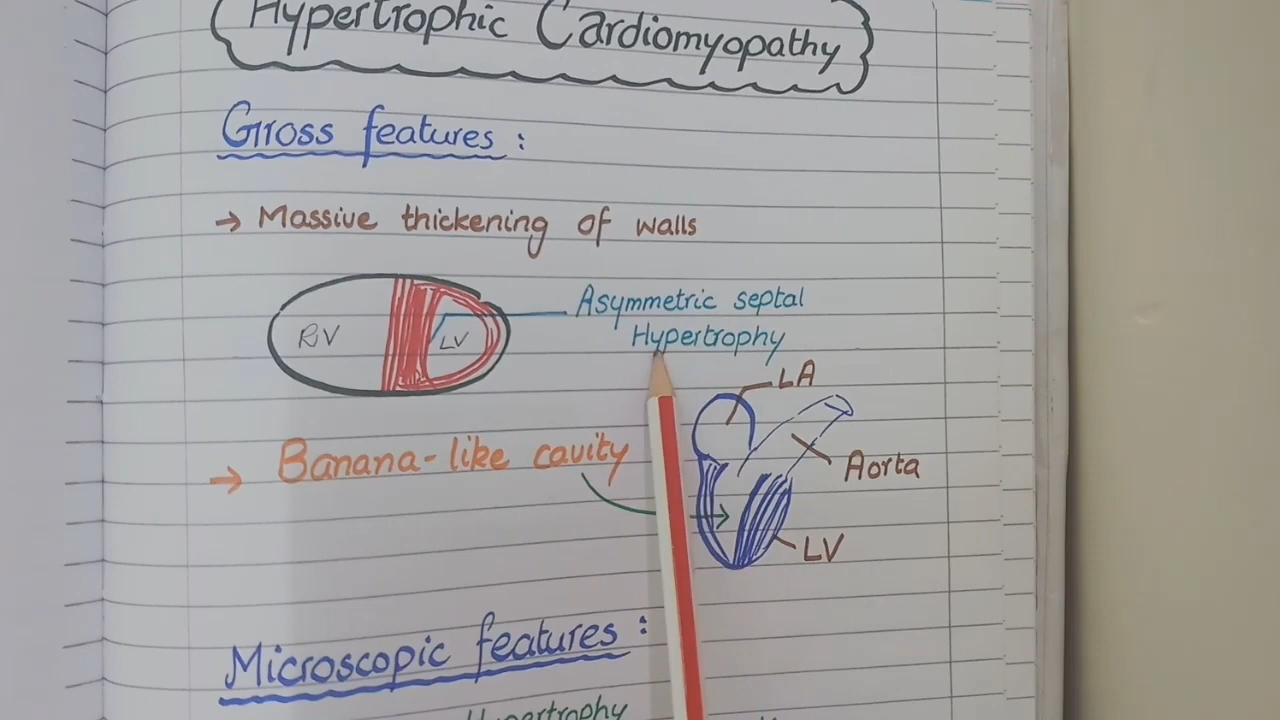 Hypertrophic Cardiomyopathy
Gross features :
→ Massive thickening of walls
RV
LV
Asymmetric septal
Hypertrophy
LA
→ Banana-like cavity
Aorta
LV
Microscopic features :
Hypertrophy